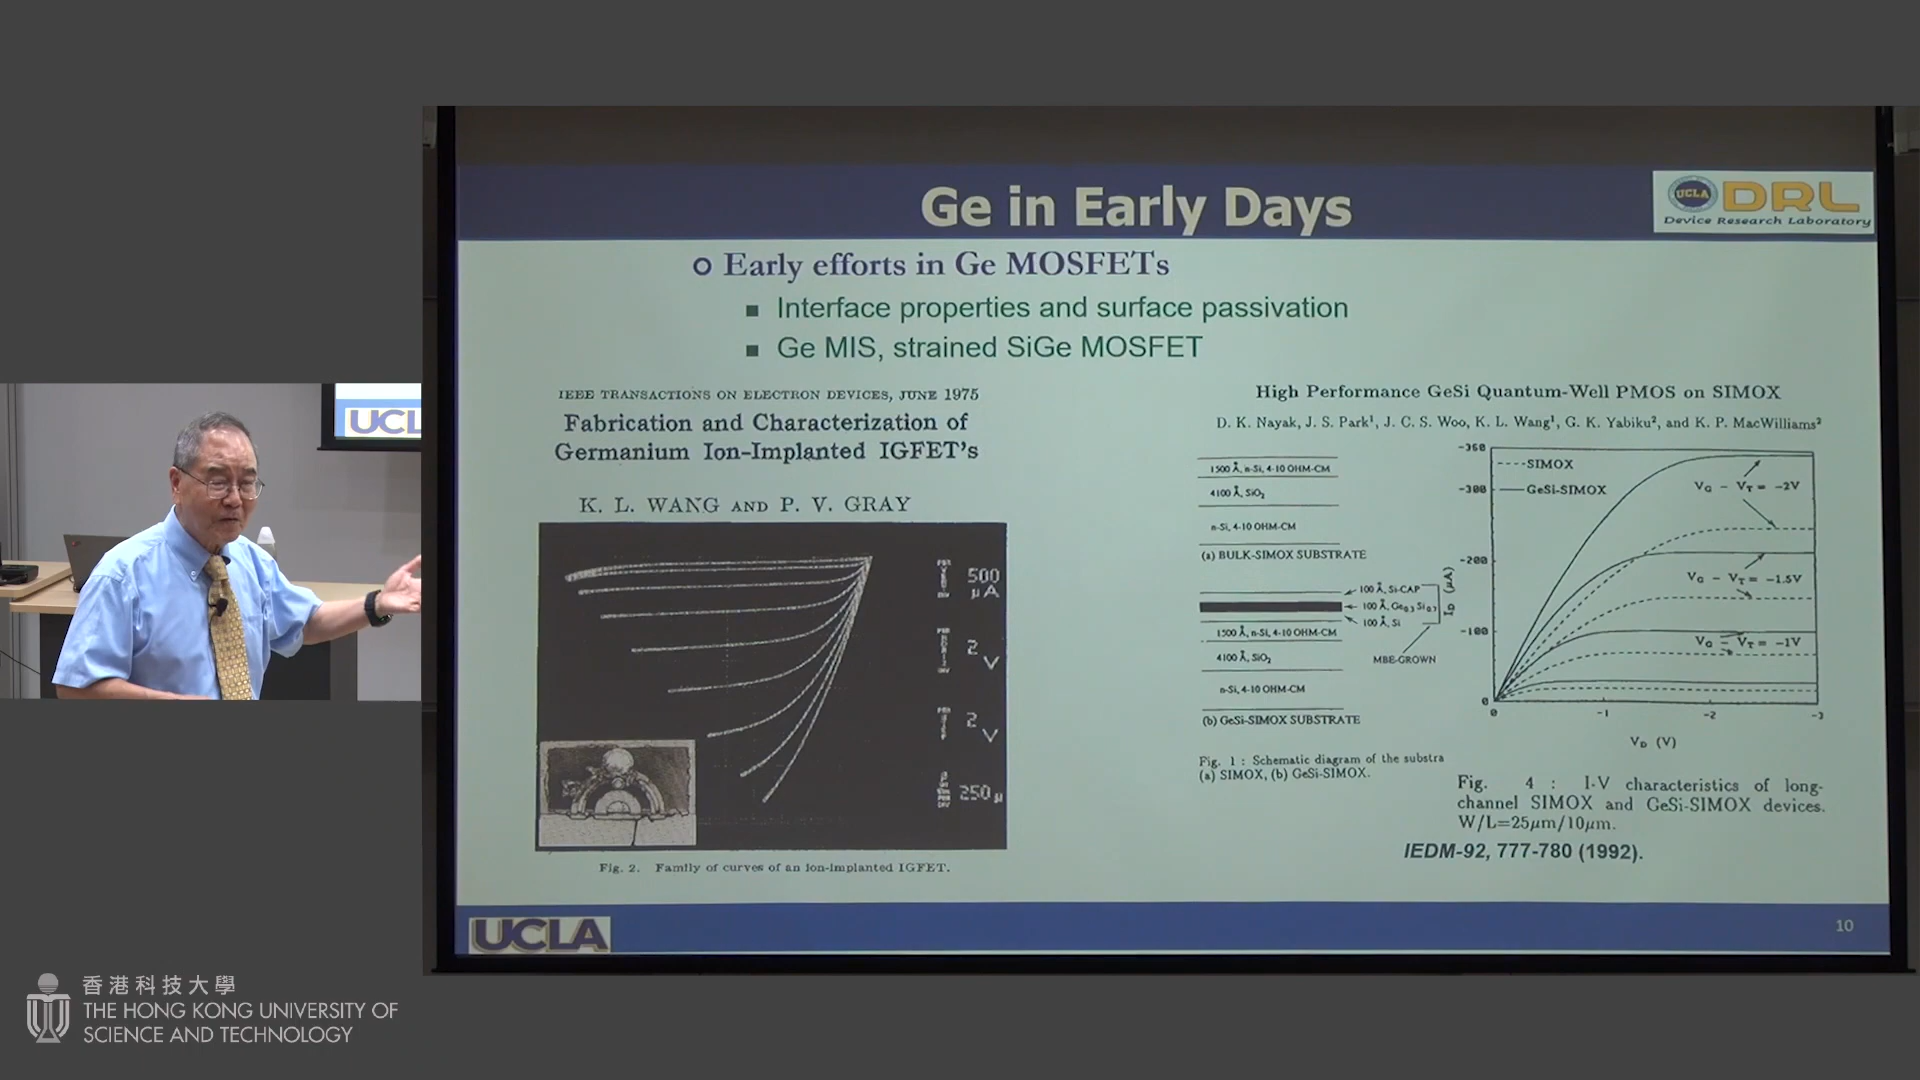 Ge in Early Days
UCLA DRL
Device Research Laboratory
Early efforts in Ge MOSFETs
Interface properties and surface passivation
Ge MIS, strained SiGe MOSFET
IEEE TRANSACTIONS ON ELECTRON DEVICES, JUNE 1975
Fabrication and Characterization of
Germanium Ion-Implanted IGFET's
K. L. WANG AND P. V. GRAY
500
μA
2
V
2
V
250 μ
Fig. 2. Family of curves of an ion-implanted IGFET.
High Performance GeSi Quantum-Well PMOS on SIMOX
D. K. Nayak, J. S. Park¹, J. C. S. Woo, K. L. Wang¹, G. K. Yabiku², and K. P. MacWilliams²
1500 Å, n-Si, 4-10 OHM-CM
4100 Å, SiO₂
n-Si, 4-10 OHM-CM
(a) BULK-SIMOX SUBSTRATE
100 Å, Si-CAP
100 Å, Ge₀.₃ Si₀.₇
100 Å, Si
1500 Å, n-Si, 4-10 OHM-CM
4100 Å, SiO₂
MBE-GROWN
n-Si, 4-10 OHM-CM
(b) GeSi-SIMOX SUBSTRATE
Fig. 1 : Schematic diagram of the substra
(a) SIMOX, (b) GeSi-SIMOX.
SIMOX
GeSi-SIMOX
V_G - V_T = -2V
V_G - V_T = -1.5V
V_G - V_T = -1V
-350
-300
-200
-100
0
I_D (μA)
0 -1 -2 -3
V_D (V)
Fig. 4 : I-V characteristics of long-
channel SIMOX and GeSi-SIMOX devices.
W/L=25μm/10μm.
IEDM-92, 777-780 (1992).
UCLA
10
UCL
香港科技大學
THE HONG KONG UNIVERSITY OF
SCIENCE AND TECHNOLOGY